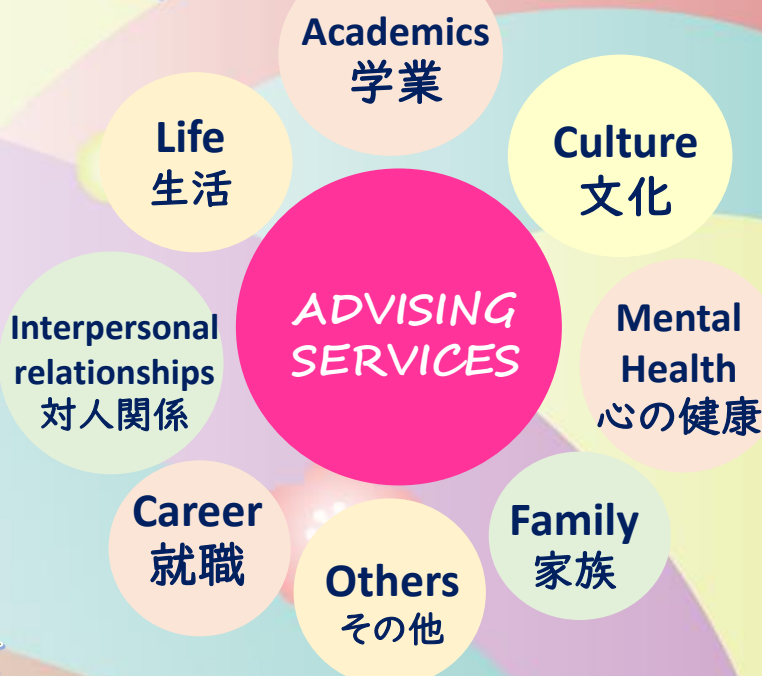 Academics
学業
Life
生活
Culture
文化
ADVISING
SERVICES
Interpersonal
relationships
対人関係
Mental
Health
心の健康
Career
就職
Family
家族
Others
その他